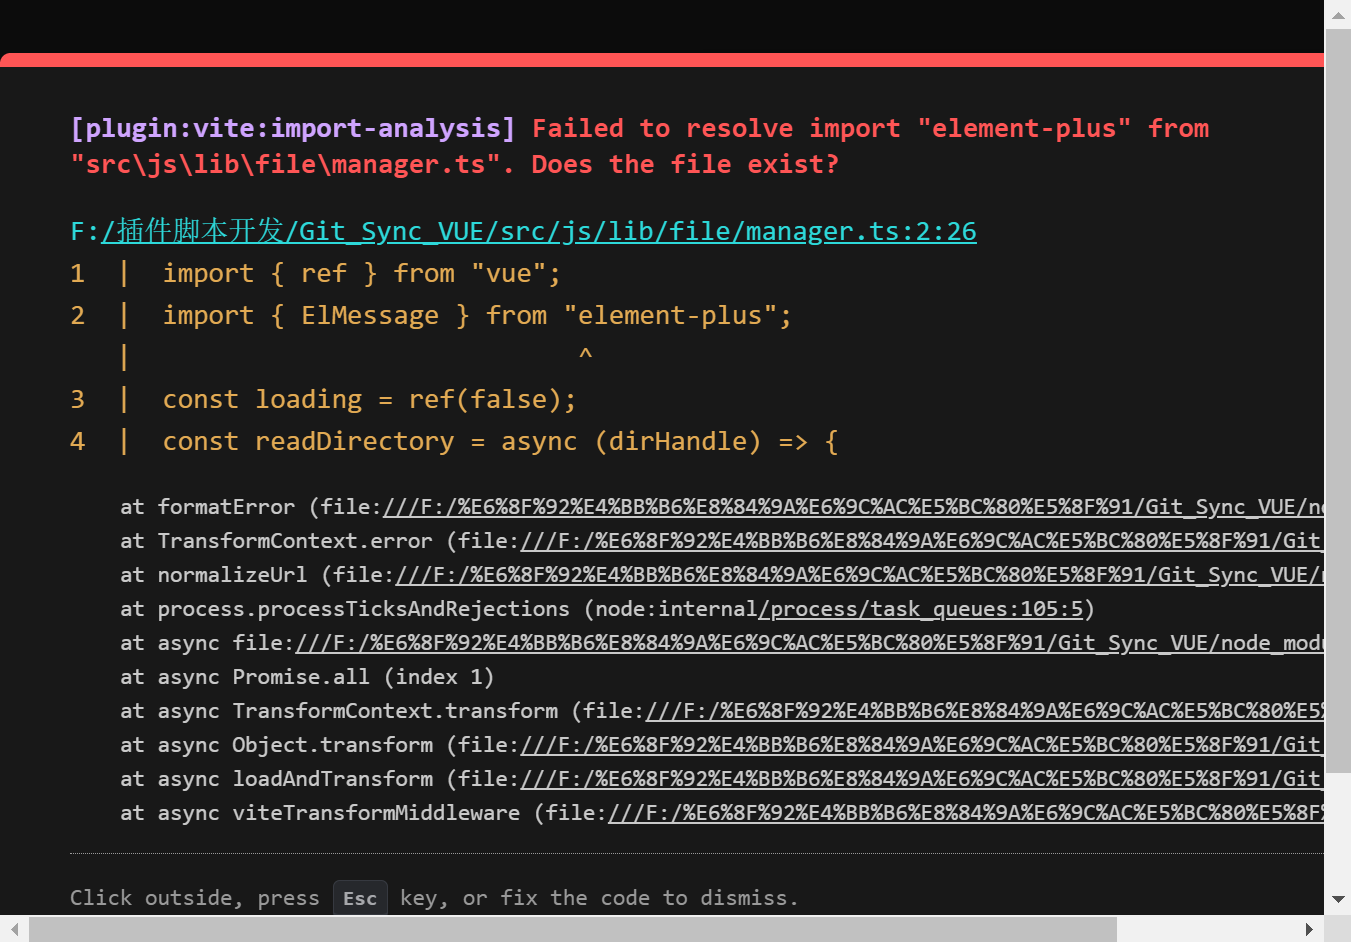 [plugin:vite:import-analysis] Failed to resolve import "element-plus" from
"src\js\lib\file\manager.ts". Does the file exist?
F:/插件脚本开发/Git_Sync_VUE/src/js/lib/file/manager.ts:2:26
1  |  import { ref } from "vue";
2  |  import { ElMessage } from "element-plus";
   |                             ^
3  |  const loading = ref(false);
4  |  const readDirectory = async (dirHandle) => {
at formatError (file:///F:/%E6%8F%92%E4%BB%B6%E8%84%9A%E6%9C%AC%E5%BC%80%E5%8F%91/Git_Sync_VUE/no
at TransformContext.error (file:///F:/%E6%8F%92%E4%BB%B6%E8%84%9A%E6%9C%AC%E5%BC%80%E5%8F%91/Git_
at normalizeUrl (file:///F:/%E6%8F%92%E4%BB%B6%E8%84%9A%E6%9C%AC%E5%BC%80%E5%8F%91/Git_Sync_VUE/n
at process.processTicksAndRejections (node:internal/process/task_queues:105:5)
at async file:///F:/%E6%8F%92%E4%BB%B6%E8%84%9A%E6%9C%AC%E5%BC%80%E5%8F%91/Git_Sync_VUE/node_modu
at async Promise.all (index 1)
at async TransformContext.transform (file:///F:/%E6%8F%92%E4%BB%B6%E8%84%9A%E6%9C%AC%E5%BC%80%E5%
at async Object.transform (file:///F:/%E6%8F%92%E4%BB%B6%E8%84%9A%E6%9C%AC%E5%BC%80%E5%8F%91/Git_
at async loadAndTransform (file:///F:/%E6%8F%92%E4%BB%B6%E8%84%9A%E6%9C%AC%E5%BC%80%E5%8F%91/Git_
at async viteTransformMiddleware (file:///F:/%E6%8F%92%E4%BB%B6%E8%84%9A%E6%9C%AC%E5%BC%80%E5%8F%
Click outside, press Esc key, or fix the code to dismiss.